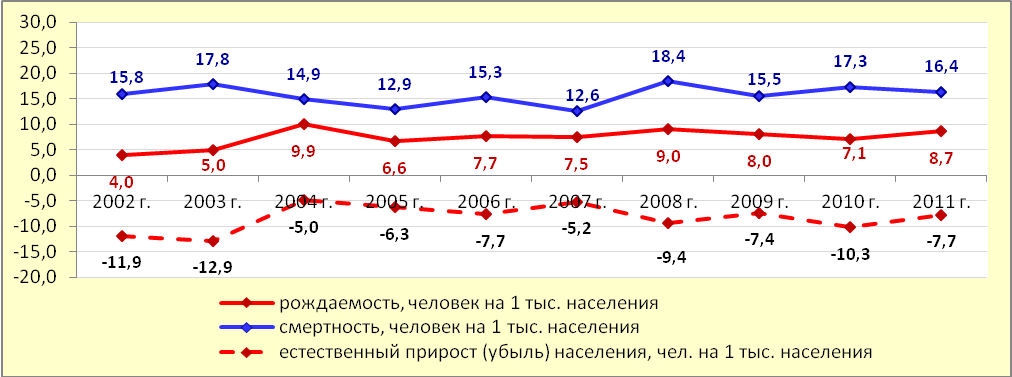 30,0
25,0
20,0
15,0
10,0
5,0
0,0
-5,0
-10,0
-15,0
-20,0
15,8 17,8 14,9 12,9 15,3 12,6 18,4 15,5 17,3 16,4
4,0 5,0 9,9 6,6 7,7 7,5 9,0 8,0 7,1 8,7
2002 г. 2003 г. 2004 г. 2005 г. 2006 г. 2007 г. 2008 г. 2009 г. 2010 г. 2011 г.
-11,9 -12,9 -5,0 -6,3 -7,7 -5,2 -9,4 -7,4 -10,3 -7,7
рождаемость, человек на 1 тыс. населения
смертность, человек на 1 тыс. населения
естественный прирост (убыль) населения, чел. на 1 тыс. населения